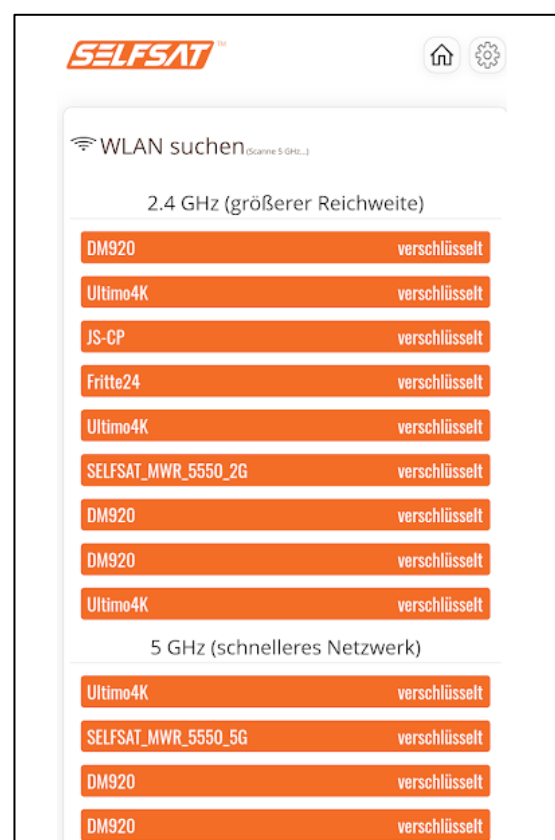 SELFSAT™
WLAN suchen(Scanne 5 GHz...)
2.4 GHz (größerer Reichweite)
DM920 verschlüsselt
Ultimo4K verschlüsselt
JS-CP verschlüsselt
Fritte24 verschlüsselt
Ultimo4K verschlüsselt
SELFSAT_MWR_5550_2G verschlüsselt
DM920 verschlüsselt
DM920 verschlüsselt
Ultimo4K verschlüsselt
5 GHz (schnelleres Netzwerk)
Ultimo4K verschlüsselt
SELFSAT_MWR_5550_5G verschlüsselt
DM920 verschlüsselt
DM920 verschlüsselt